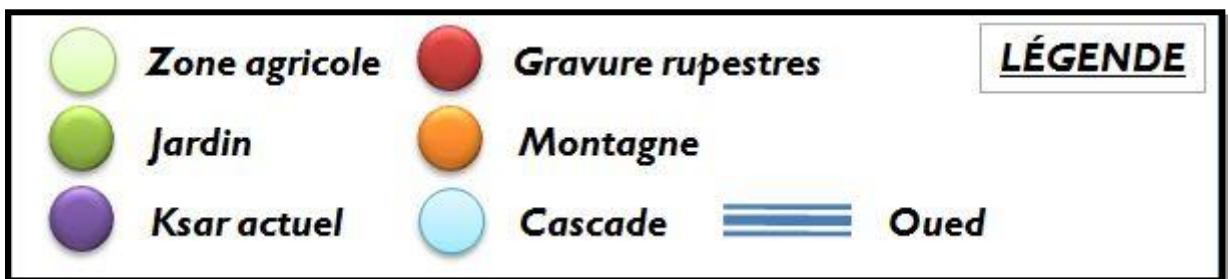 Zone agricole Gravure rupestres LÉGENDE
Jardin Montagne
Ksar actuel Cascade Oued